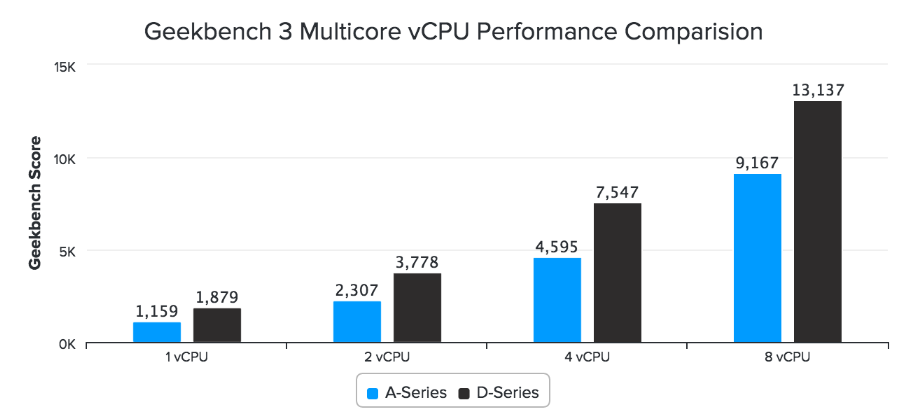 Geekbench 3 Multicore vCPU Performance Comparision
15K
13,137
10K
9,167
7,547
5K
4,595
3,778
2,307
1,879
1,159
0K
Geekbench Score
1 vCPU 2 vCPU 4 vCPU 8 vCPU
A-Series D-Series